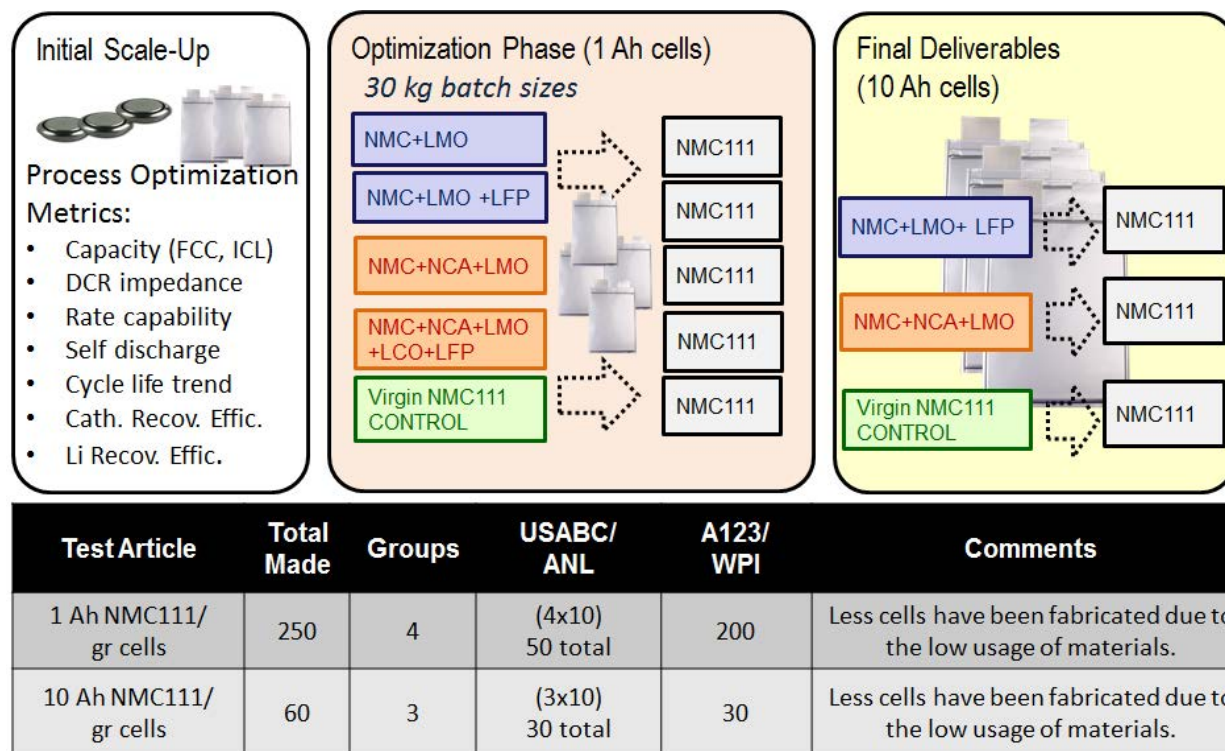 Initial Scale-Up
Process Optimization
Metrics:
• Capacity (FCC, ICL)
• DCR impedance
• Rate capability
• Self discharge
• Cycle life trend
• Cath. Recov. Effic.
• Li Recov. Effic.
Optimization Phase (1 Ah cells)
30 kg batch sizes
NMC+LMO
NMC111
NMC+LMO +LFP
NMC111
NMC+NCA+LMO
NMC111
NMC+NCA+LMO
+LCO+LFP
NMC111
Virgin NMC111
CONTROL
NMC111
Final Deliverables
(10 Ah cells)
NMC+LMO+ LFP
NMC111
NMC+NCA+LMO
NMC111
Virgin NMC111
CONTROL
NMC111
Test Article Total Made Groups USABC/ ANL A123/ WPI Comments
1 Ah NMC111/ gr cells 250 4 (4x10) 50 total 200 Less cells have been fabricated due to the low usage of materials.
10 Ah NMC111/ gr cells 60 3 (3x10) 30 total 30 Less cells have been fabricated due to the low usage of materials.